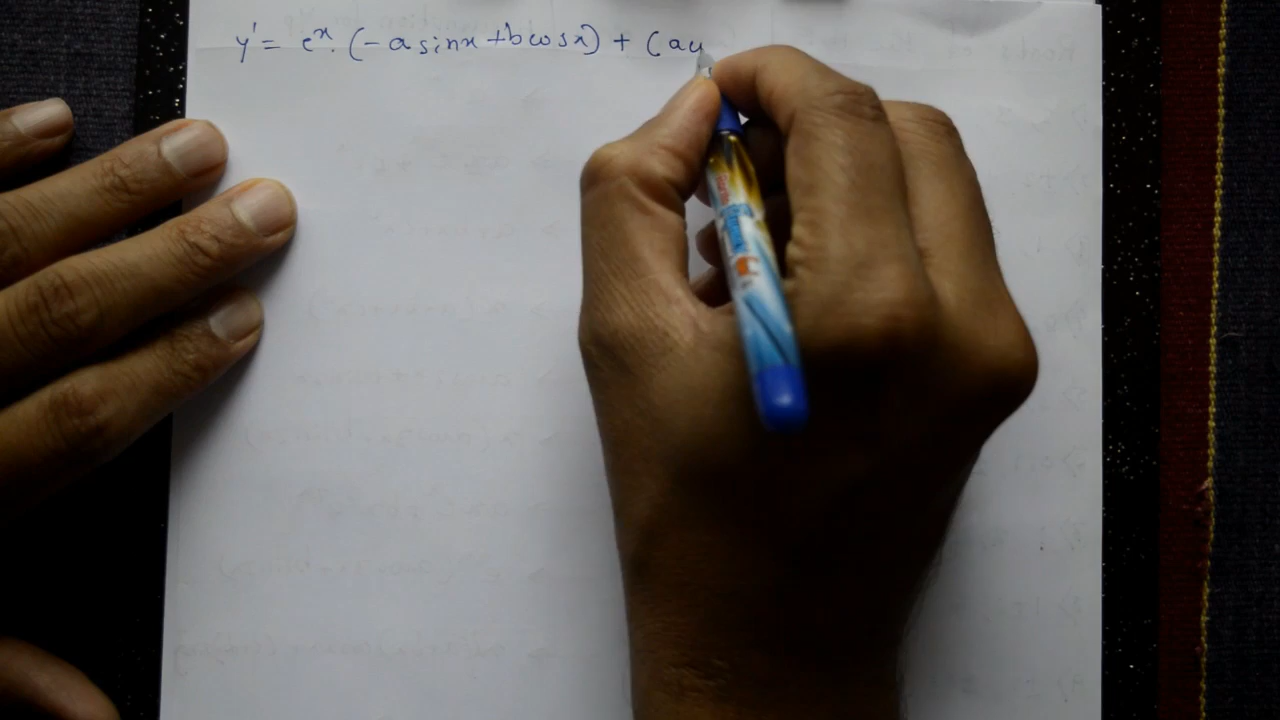 y' = e^x . (-a sinx + b cosx) + (a